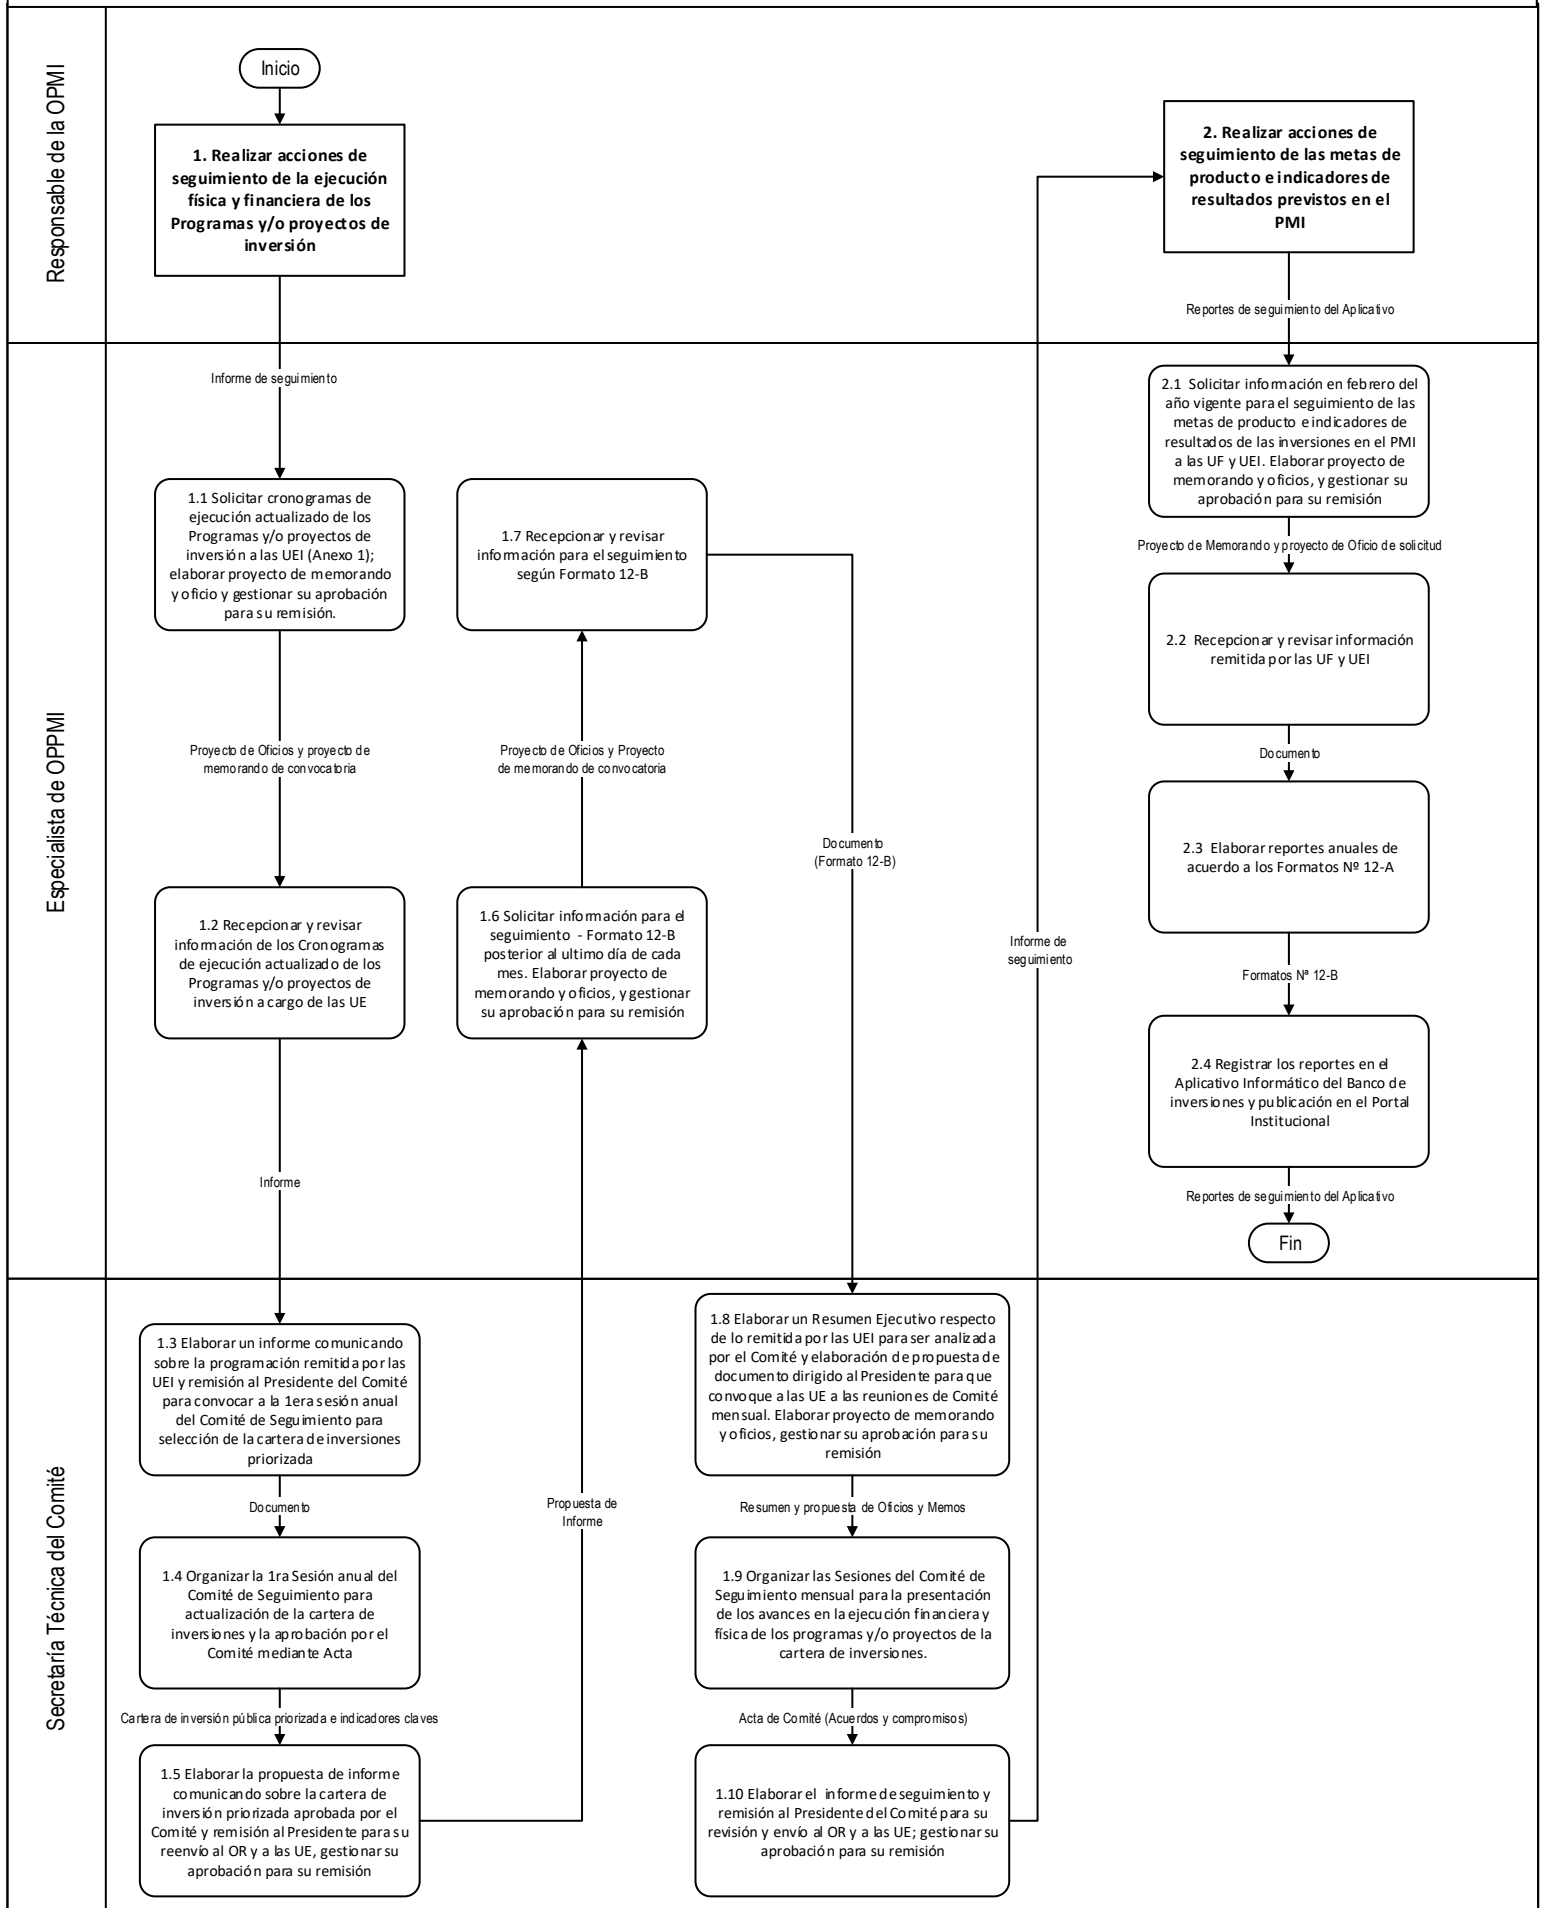 Responsable de la OPMI
Inicio
1. Realizar acciones de
seguimiento de la ejecución
física y financiera de los
Programas y/o proyectos de
inversión
2. Realizar acciones de
seguimiento de las metas de
producto e indicadores de
resultados previstos en el
PMI
Reportes de seguimiento del Aplicativo
Especialista de OPPMI
Informe de seguimiento
1.1 Solicitar cronogramas de
ejecución actualizado de los
Programas y/o proyectos de
inversión a las UEI (Anexo 1);
elaborar proyecto de memorando
y oficio y gestionar su aprobación
para su remisión.
Proyecto de Oficios y proyecto de
memorando de convocatoria
1.2 Recepcionar y revisar
información de los Cronogramas
de ejecución actualizado de los
Programas y/o proyectos de
inversión a cargo de las UE
Informe
1.7 Recepcionar y revisar
información para el seguimiento
según Formato 12-B
Proyecto de Oficios y Proyecto
de memorando de convocatoria
1.6 Solicitar información para el
seguimiento - Formato 12-B
posterior al ultimo día de cada
mes. Elaborar proyecto de
memorando y oficios, y gestionar
su aprobación para su remisión
Documento
(Formato 12-B)
Informe de
seguimiento
2.1 Solicitar información en febrero del
año vigente para el seguimiento de las
metas de producto e indicadores de
resultados de las inversiones en el PMI
a las UF y UEI. Elaborar proyecto de
memorando y oficios, y gestionar su
aprobación para su remisión
Proyecto de Memorando y proyecto de Oficio de solicitud
2.2 Recepcionar y revisar información
remitida por las UF y UEI
Documento
2.3 Elaborar reportes anuales de
acuerdo a los Formatos Nº 12-A
Formatos Nª 12-B
2.4 Registrar los reportes en el
Aplicativo Informático del Banco de
inversiones y publicación en el Portal
Institucional
Reportes de seguimiento del Aplicativo
Fin
Secretaría Técnica del Comité
1.3 Elaborar un informe comunicando
sobre la programación remitida por las
UEI y remisión al Presidente del Comité
para convocar a la 1era sesión anual
del Comité de Seguimiento para
selección de la cartera de inversiones
priorizada
Documento
1.4 Organizar la 1ra Sesión anual del
Comité de Seguimiento para
actualización de la cartera de
inversiones y la aprobación por el
Comité mediante Acta
Cartera de inversión pública priorizada e indicadores claves
1.5 Elaborar la propuesta de informe
comunicando sobre la cartera de
inversión priorizada aprobada por el
Comité y remisión al Presidente para su
reenvío al OR y a las UE, gestionar su
aprobación para su remisión
Propuesta de
Informe
1.8 Elaborar un Resumen Ejecutivo respecto
de lo remitida por las UEI para ser analizada
por el Comité y elaboración de propuesta de
documento dirigido al Presidente para que
convoque a las UE a las reuniones de Comité
mensual. Elaborar proyecto de memorando
y oficios, gestionar su aprobación para su
remisión
Resumen y propuesta de Oficios y Memos
1.9 Organizar las Sesiones del Comité de
Seguimiento mensual para la presentación
de los avances en la ejecución financiera y
física de los programas y/o proyectos de la
cartera de inversiones.
Acta de Comité (Acuerdos y compromisos)
1.10 Elaborar el informe de seguimiento y
remisión al Presidente del Comité para su
revisión y envío al OR y a las UE; gestionar su
aprobación para su remisión